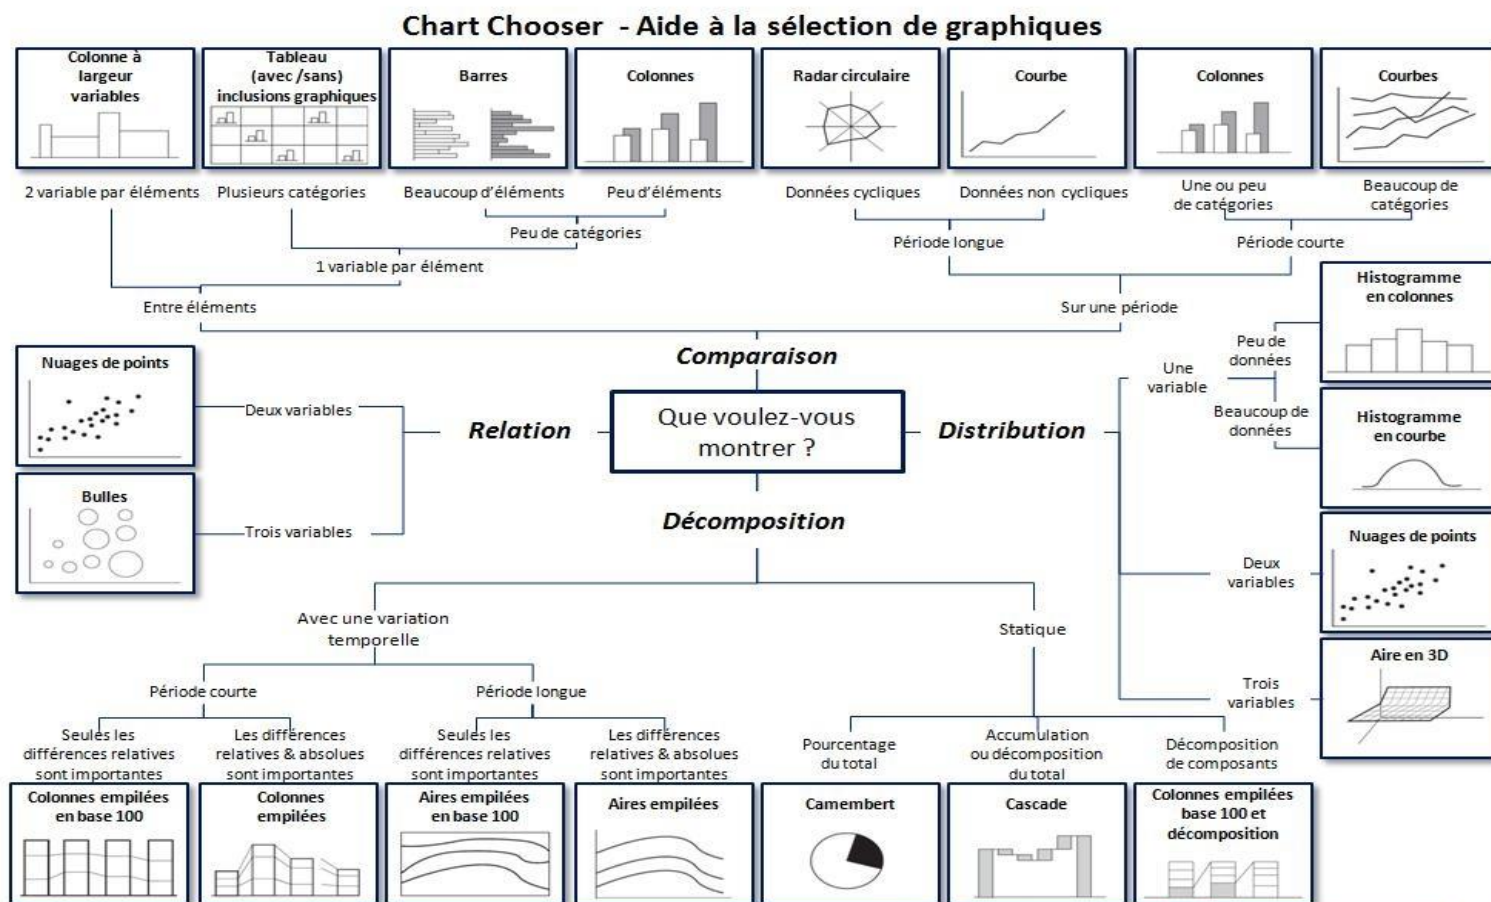 Chart Chooser - Aide à la sélection de graphiques
Colonne à
largeur
variables
Tableau
(avec /sans)
inclusions graphiques
Barres
Colonnes
Radar circulaire
Courbe
Colonnes
Courbes
2 variable par éléments
Plusieurs catégories
Beaucoup d'éléments
Peu d'éléments
Données cycliques
Données non cycliques
Une ou peu
de catégories
Beaucoup de
catégories
Peu de catégories
Période longue
Période courte
1 variable par élément
Entre éléments
Sur une période
Histogramme
en colonnes
Comparaison
Peu de
données
Une
variable
Nuages de points
Deux variables
Relation
Que voulez-vous
montrer ?
Distribution
Beaucoup de
données
Histogramme
en courbe
Bulles
Trois variables
Décomposition
Nuages de points
Deux
variables
Avec une variation
temporelle
Statique
Aire en 3D
Trois
variables
Période courte
Période longue
Seules les
différences relatives
sont importantes
Les différences
relatives & absolues
sont importantes
Seules les
différences relatives
sont importantes
Les différences
relatives & absolues
sont importantes
Pourcentage
du total
Accumulation
ou décomposition
du total
Décomposition
de composants
Colonnes empilées
en base 100
Colonnes
empilées
Aires empilées
en base 100
Aires empilées
Camembert
Cascade
Colonnes empilées
base 100 et
décomposition